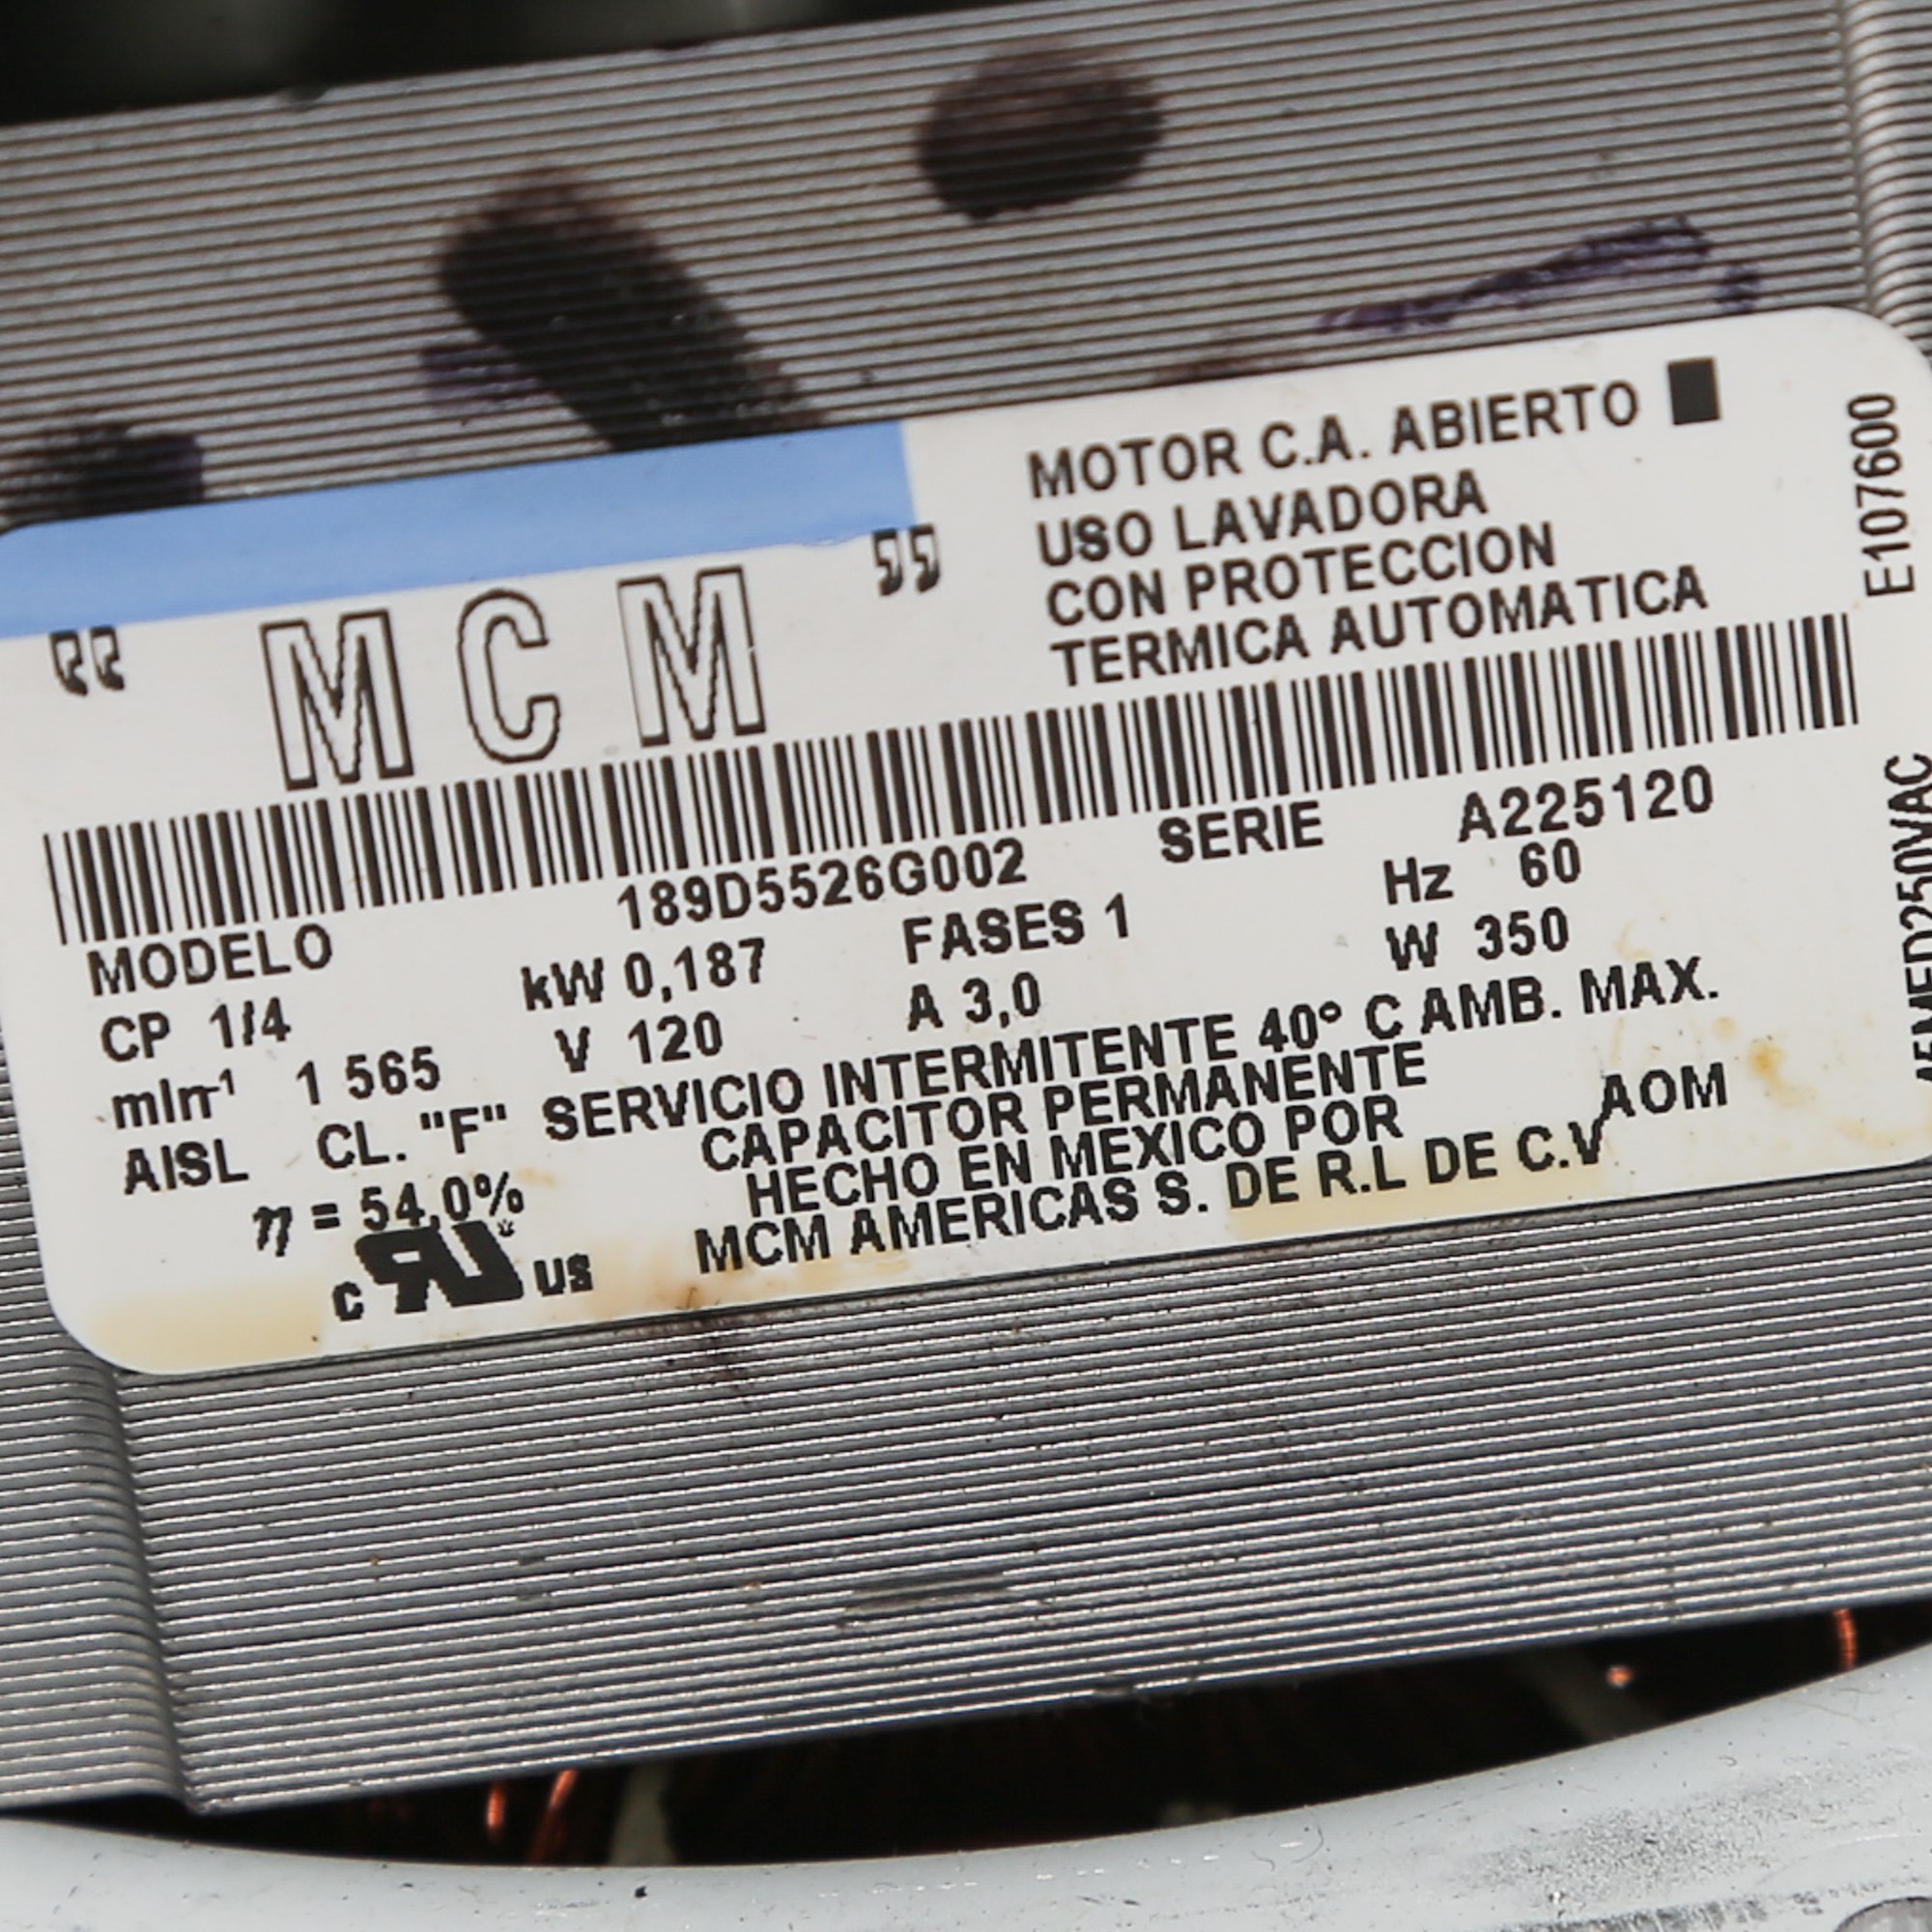 “ MCM ”
MOTOR C.A. ABIERTO
USO LAVADORA
CON PROTECCION
TERMICA AUTOMATICA
E107600
MODELO 189D5526G002 SERIE A225120
CP 1/4 kW 0,187 FASES 1 Hz 60
min-¹ 1 565 V 120 A 3,0 W 350
AISL CL. "F" SERVICIO INTERMITENTE 40° C AMB. MAX.
η = 54,0% CAPACITOR PERMANENTE
HECHO EN MEXICO POR AOM
MCM AMERICAS S. DE R.L DE C.V
c US
250VAC